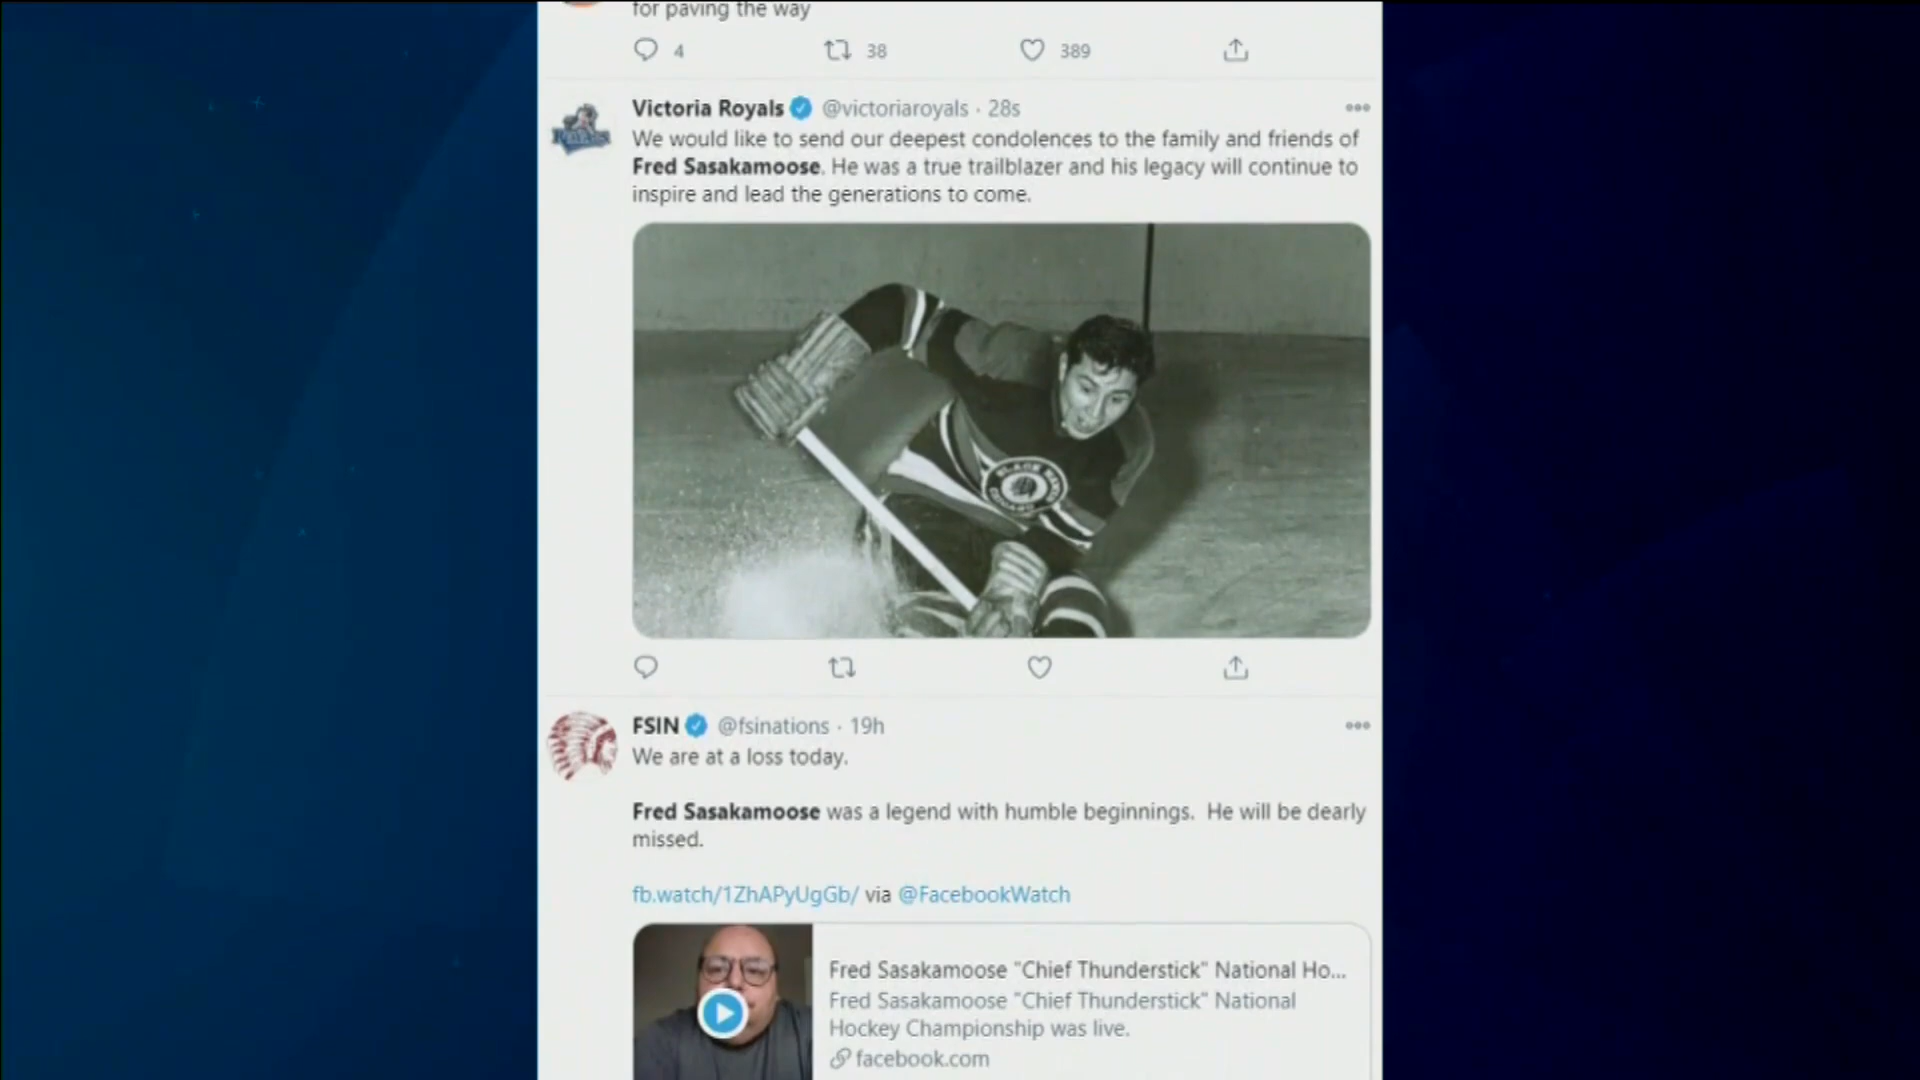 for paving the way
4 38 389
Victoria Royals @victoriaroyals · 28s
We would like to send our deepest condolences to the family and friends of
Fred Sasakamoose. He was a true trailblazer and his legacy will continue to
inspire and lead the generations to come.
ROYALS
BLACK HAWKS
CHICAGO
FSIN @fsinations · 19h
We are at a loss today.
Fred Sasakamoose was a legend with humble beginnings. He will be dearly
missed.
fb.watch/1ZhAPyUgGb/ via @FacebookWatch
Fred Sasakamoose "Chief Thunderstick" National Ho...
Fred Sasakamoose "Chief Thunderstick" National
Hockey Championship was live.
facebook.com